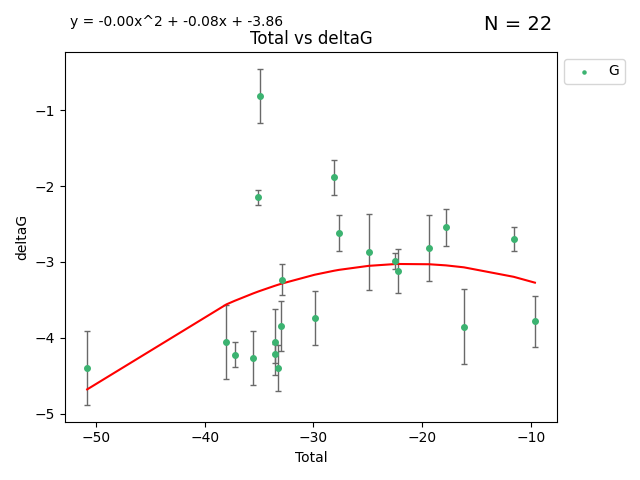 y = -0.00x^2 + -0.08x + -3.86
N = 22
Total vs deltaG
G
−1
−2
−3
−4
−5
deltaG
−50
−40
−30
−20
−10
Total